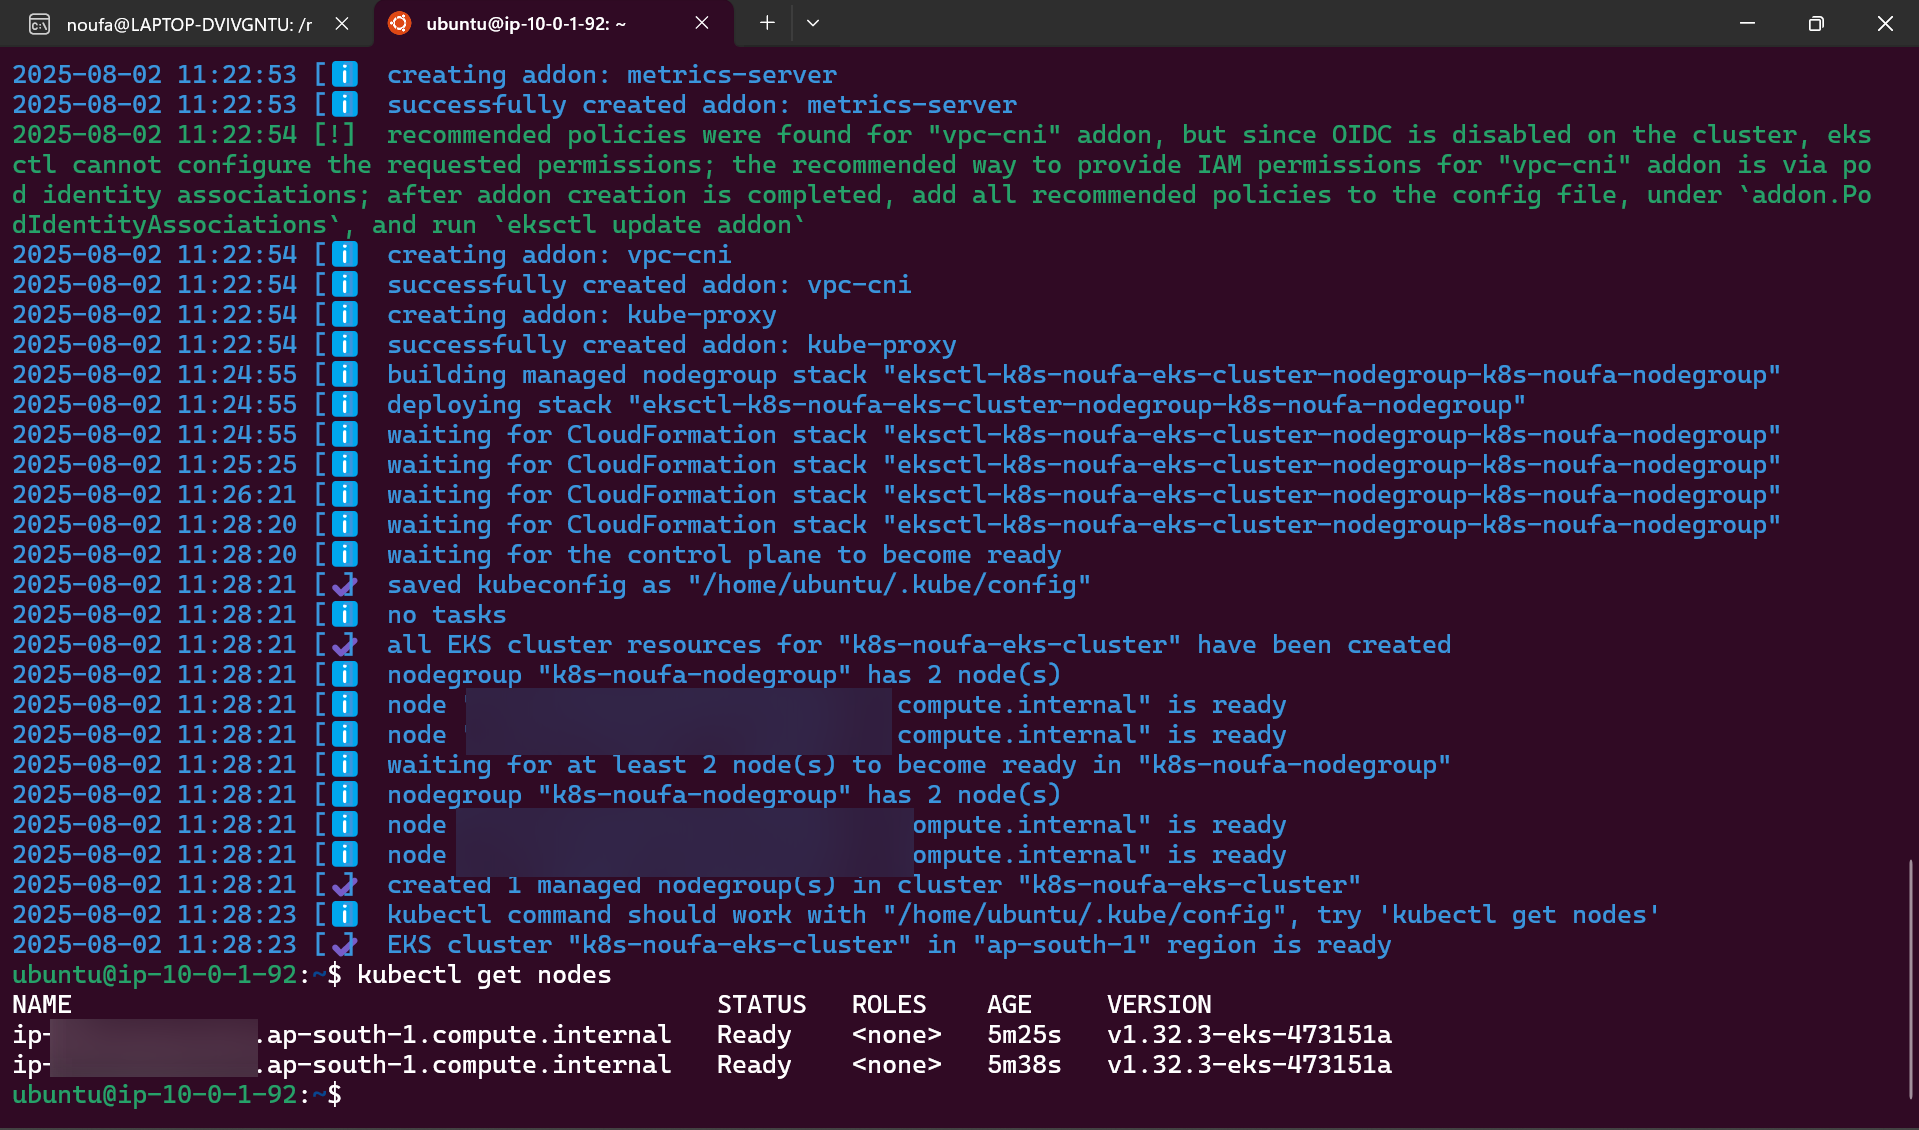 noufa@LAPTOP-DVIVGNTU: /r
ubuntu@ip-10-0-1-92: ~
2025-08-02 11:22:53 [i] creating addon: metrics-server
2025-08-02 11:22:53 [i] successfully created addon: metrics-server
2025-08-02 11:22:54 [!] recommended policies were found for "vpc-cni" addon, but since OIDC is disabled on the cluster, eks
ctl cannot configure the requested permissions; the recommended way to provide IAM permissions for "vpc-cni" addon is via po
d identity associations; after addon creation is completed, add all recommended policies to the config file, under `addon.Po
dIdentityAssociations`, and run `eksctl update addon`
2025-08-02 11:22:54 [i] creating addon: vpc-cni
2025-08-02 11:22:54 [i] successfully created addon: vpc-cni
2025-08-02 11:22:54 [i] creating addon: kube-proxy
2025-08-02 11:22:54 [i] successfully created addon: kube-proxy
2025-08-02 11:24:55 [i] building managed nodegroup stack "eksctl-k8s-noufa-eks-cluster-nodegroup-k8s-noufa-nodegroup"
2025-08-02 11:24:55 [i] deploying stack "eksctl-k8s-noufa-eks-cluster-nodegroup-k8s-noufa-nodegroup"
2025-08-02 11:24:55 [i] waiting for CloudFormation stack "eksctl-k8s-noufa-eks-cluster-nodegroup-k8s-noufa-nodegroup"
2025-08-02 11:25:25 [i] waiting for CloudFormation stack "eksctl-k8s-noufa-eks-cluster-nodegroup-k8s-noufa-nodegroup"
2025-08-02 11:26:21 [i] waiting for CloudFormation stack "eksctl-k8s-noufa-eks-cluster-nodegroup-k8s-noufa-nodegroup"
2025-08-02 11:28:20 [i] waiting for CloudFormation stack "eksctl-k8s-noufa-eks-cluster-nodegroup-k8s-noufa-nodegroup"
2025-08-02 11:28:20 [i] waiting for the control plane to become ready
2025-08-02 11:28:21 [✔] saved kubeconfig as "/home/ubuntu/.kube/config"
2025-08-02 11:28:21 [i] no tasks
2025-08-02 11:28:21 [✔] all EKS cluster resources for "k8s-noufa-eks-cluster" have been created
2025-08-02 11:28:21 [i] nodegroup "k8s-noufa-nodegroup" has 2 node(s)
2025-08-02 11:28:21 [i] node compute.internal" is ready
2025-08-02 11:28:21 [i] node compute.internal" is ready
2025-08-02 11:28:21 [i] waiting for at least 2 node(s) to become ready in "k8s-noufa-nodegroup"
2025-08-02 11:28:21 [i] nodegroup "k8s-noufa-nodegroup" has 2 node(s)
2025-08-02 11:28:21 [i] node ompute.internal" is ready
2025-08-02 11:28:21 [i] node ompute.internal" is ready
2025-08-02 11:28:21 [✔] created 1 managed nodegroup(s) in cluster "k8s-noufa-eks-cluster"
2025-08-02 11:28:23 [i] kubectl command should work with "/home/ubuntu/.kube/config", try 'kubectl get nodes'
2025-08-02 11:28:23 [✔] EKS cluster "k8s-noufa-eks-cluster" in "ap-south-1" region is ready
ubuntu@ip-10-0-1-92:~$ kubectl get nodes
NAME STATUS ROLES AGE VERSION
ip- .ap-south-1.compute.internal Ready <none> 5m25s v1.32.3-eks-473151a
ip- .ap-south-1.compute.internal Ready <none> 5m38s v1.32.3-eks-473151a
ubuntu@ip-10-0-1-92:~$